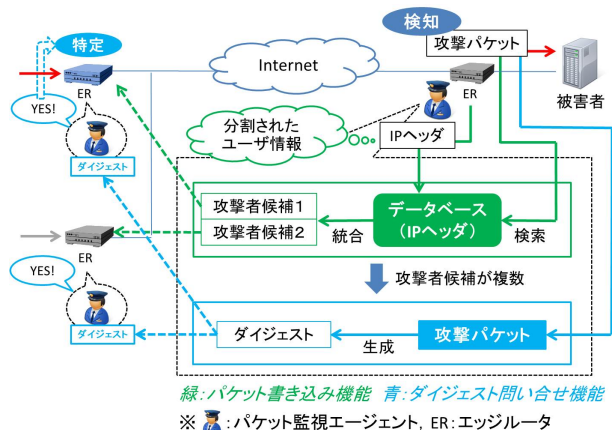 検知
特定
攻撃パケット
Internet
ER
ER
被害者
YES!
分割された
ユーザ情報
IPヘッダ
ダイジェスト
攻撃者候補1
攻撃者候補2
統合
データベース
(IPヘッダ)
検索
ER
YES!
攻撃者候補が複数
ダイジェスト
ダイジェスト
生成
攻撃パケット
緑:パケット書き込み機能 青:ダイジェスト問い合せ機能
※ :パケット監視エージェント, ER:エッジルータ